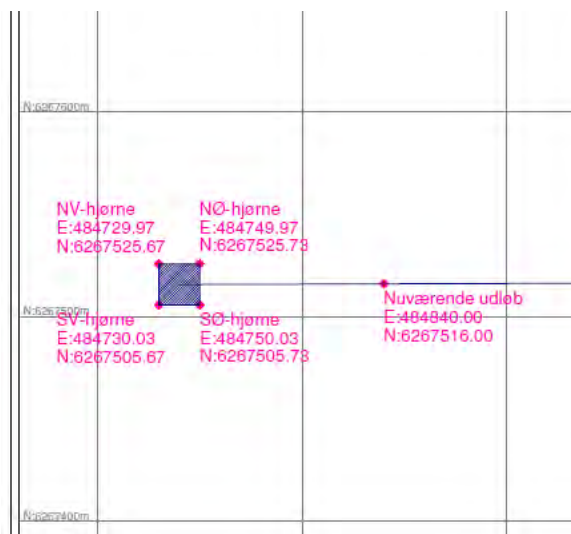 N:6267600m
NV-hjørne
E:484729.97
N:6267525.67
NØ-hjørne
E:484749.97
N:6267525.73
N:6267500m
SV-hjørne
E:484730.03
N:6267505.67
SØ-hjørne
E:484750.03
N:6267505.73
Nuværende udløb
E:484840.00
N:6267516.00
N:6267400m